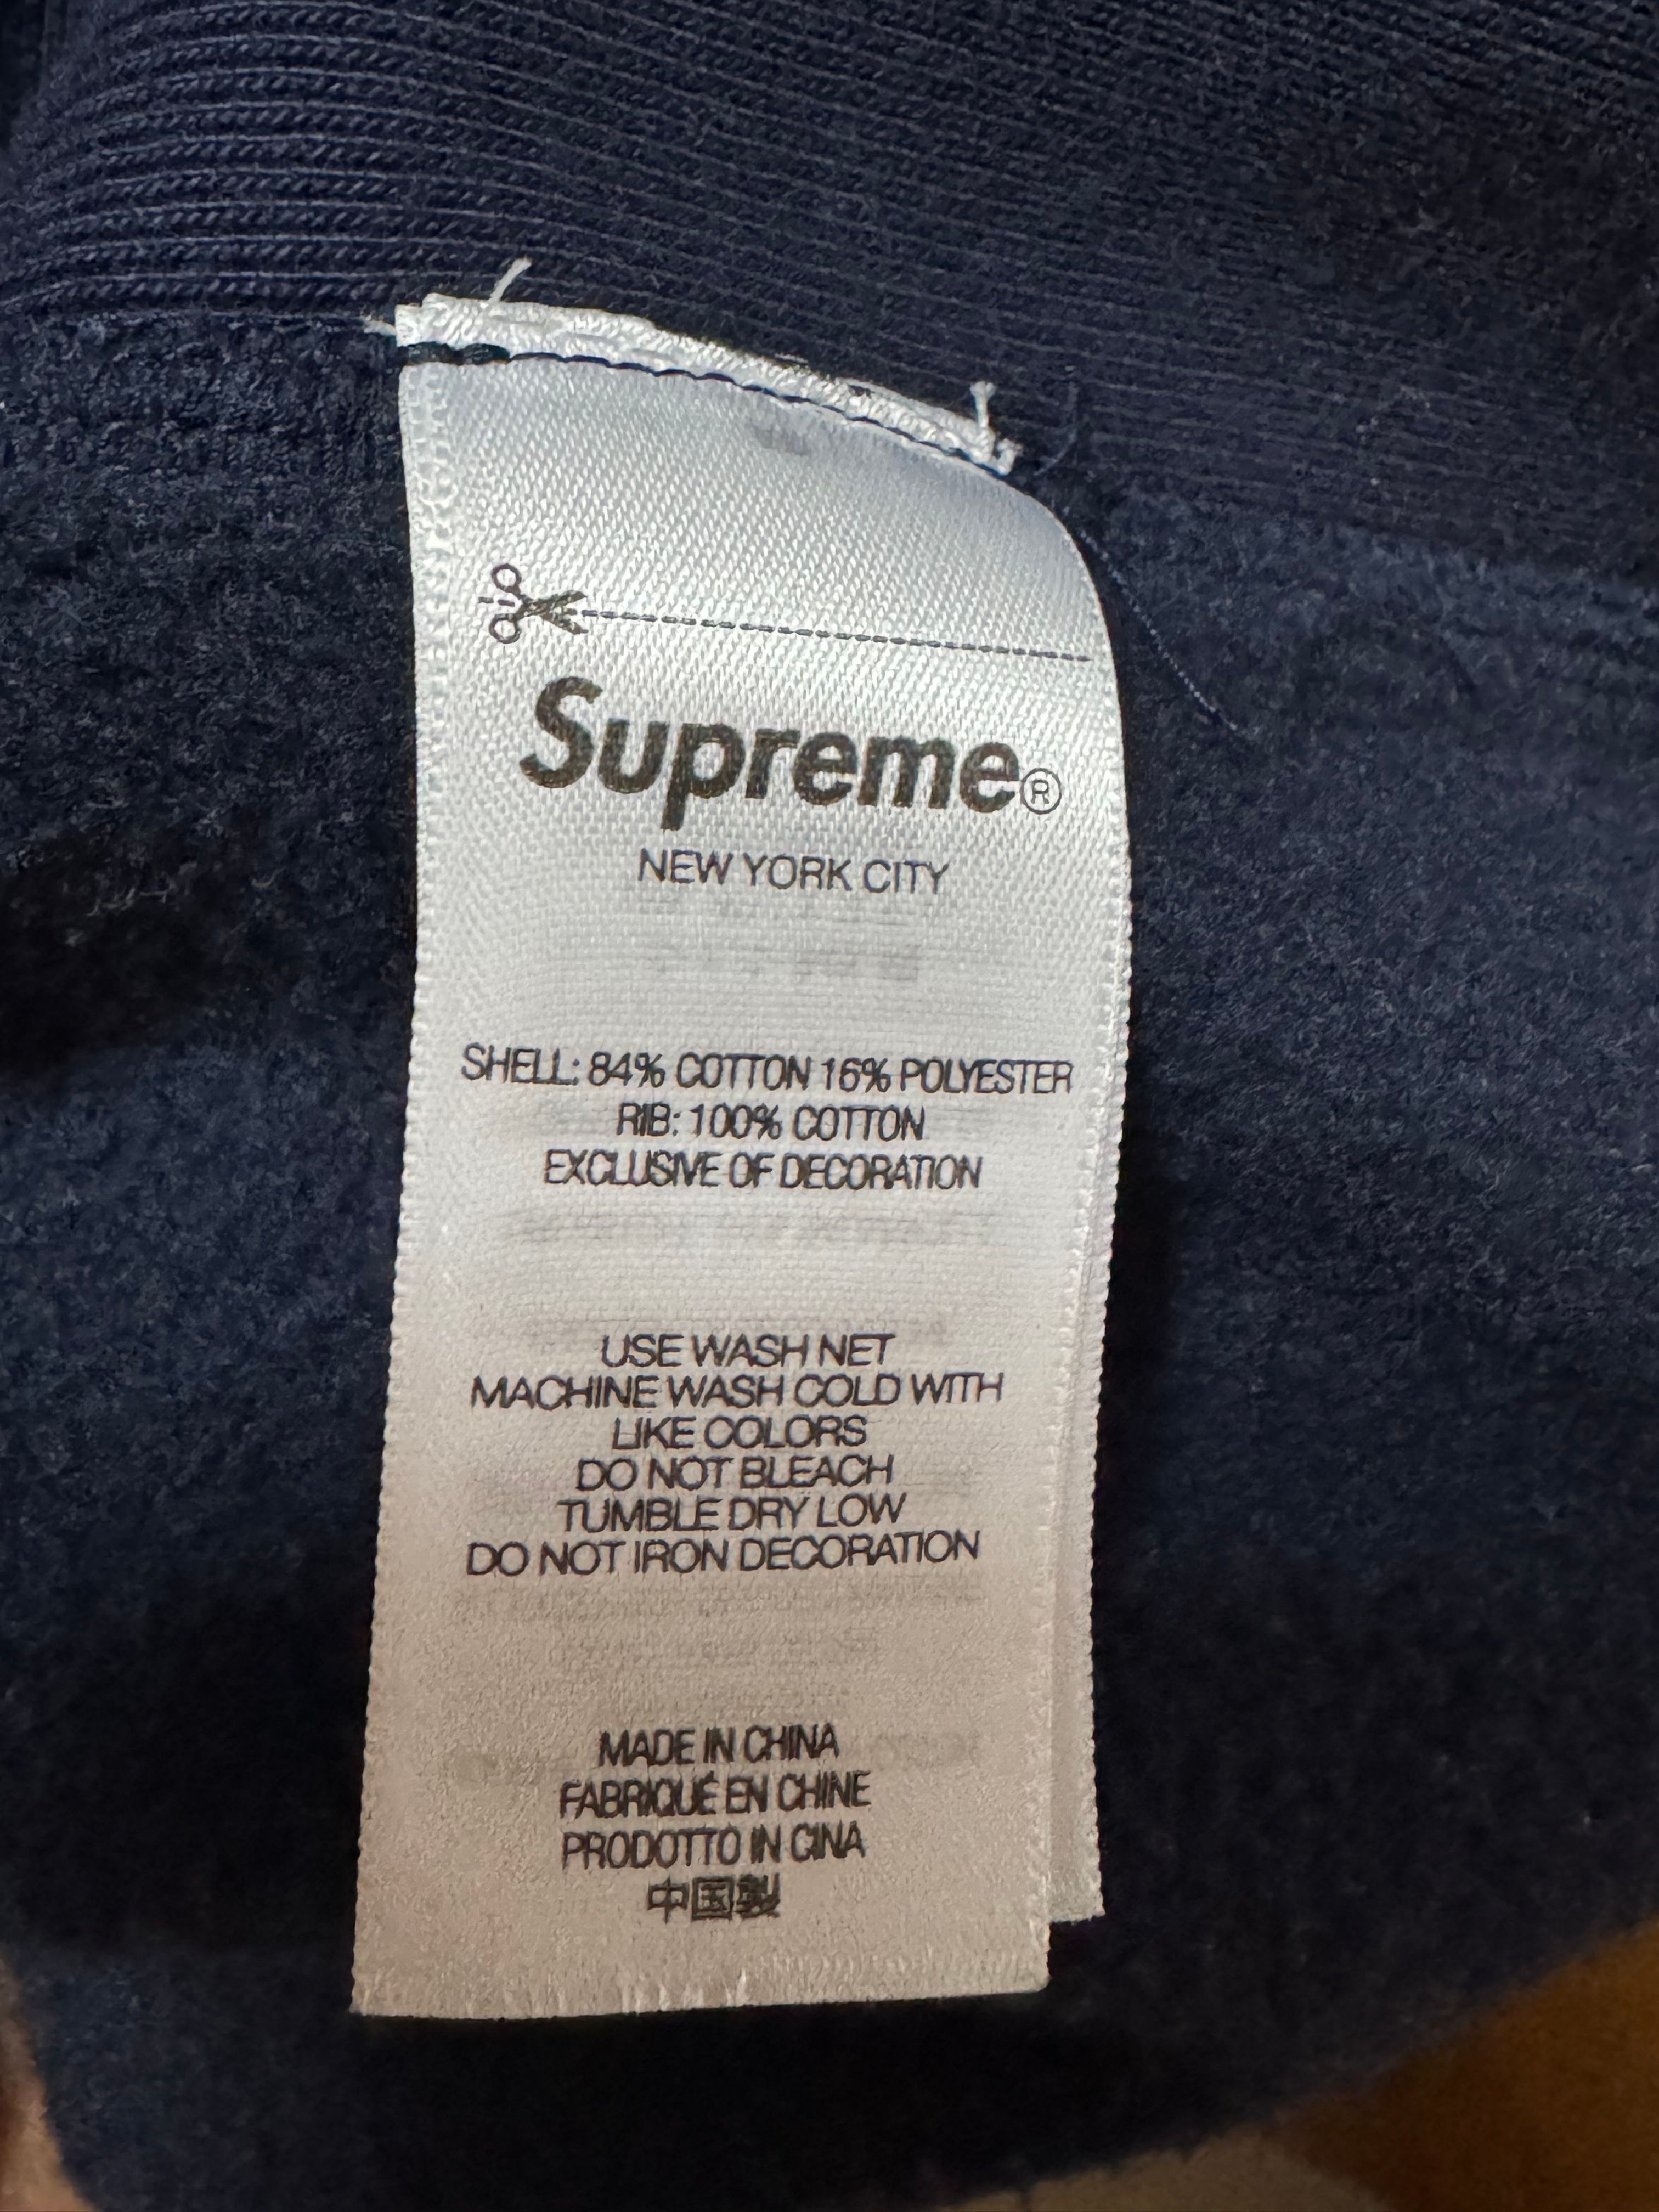 Supreme®
NEW YORK CITY
SHELL: 84% COTTON 16% POLYESTER
RIB: 100% COTTON
EXCLUSIVE OF DECORATION
USE WASH NET
MACHINE WASH COLD WITH
LIKE COLORS
DO NOT BLEACH
TUMBLE DRY LOW
DO NOT IRON DECORATION
MADE IN CHINA
FABRIQUÉ EN CHINE
PRODOTTO IN CINA
中国製